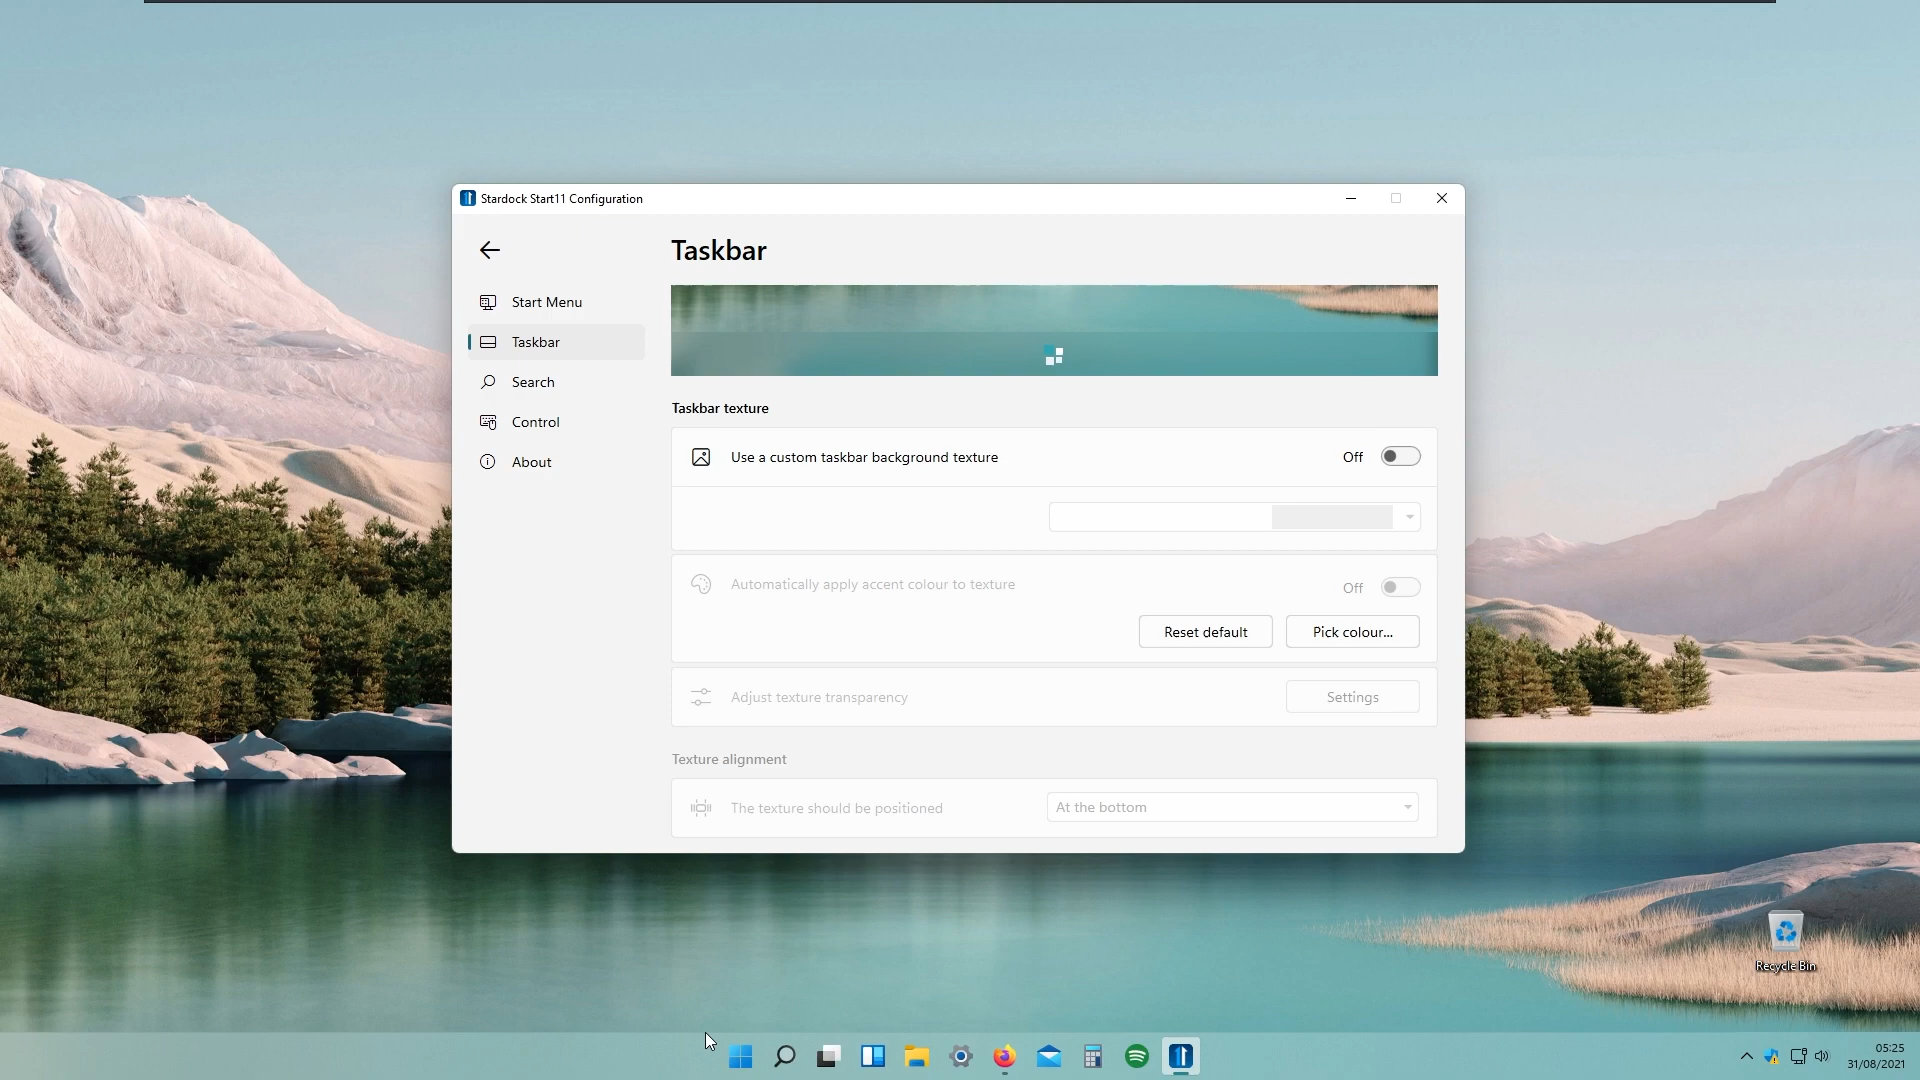 Stardock Start11 Configuration
Taskbar
Start Menu
Taskbar
Search
Control
About
Taskbar texture
Use a custom taskbar background texture
Off
Automatically apply accent colour to texture
Off
Reset default
Pick colour...
Adjust texture transparency
Settings
Texture alignment
The texture should be positioned
At the bottom
Recycle Bin
05:25
31/08/2021